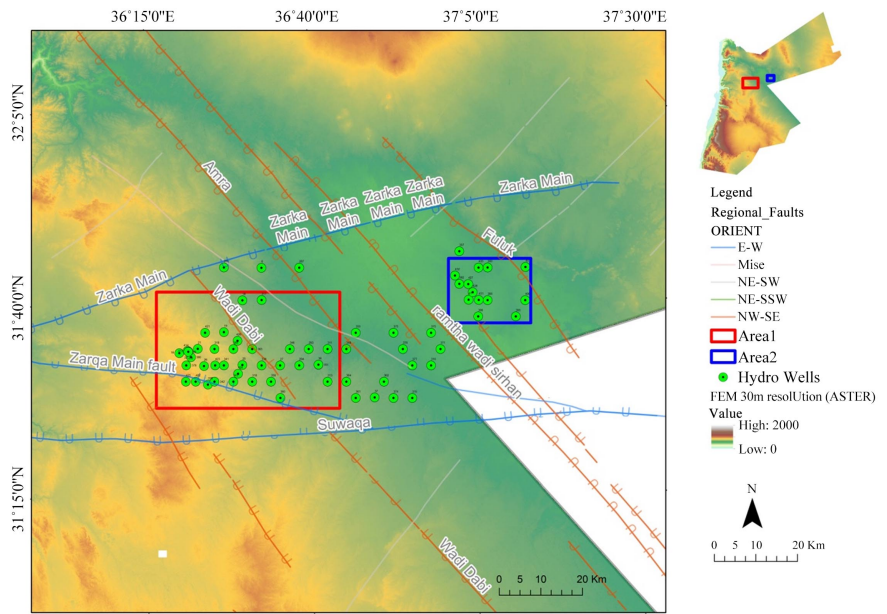 36°15'0"E 36°40'0"E 37°5'0"E 37°30'0"E
32°5'0"N
31°40'0"N
31°15'0"N
Amra
Zarka Main
Zarka Main
Zarka Main
Zarka Main
Zarka Main
Zarka Main
Fuluk
Wadi Dabi
ramtha wadi sirhan
Zarqa Main fault
Suwaqa
Wadi Dabi
0 5 10 20 Km
Legend
Regional_Faults
ORIENT
E-W
Mise
NE-SW
NE-SSW
NW-SE
Area1
Area2
Hydro Wells
FEM 30m resolUtion (ASTER)
Value
High: 2000
Low: 0
N
0 5 10 20 Km